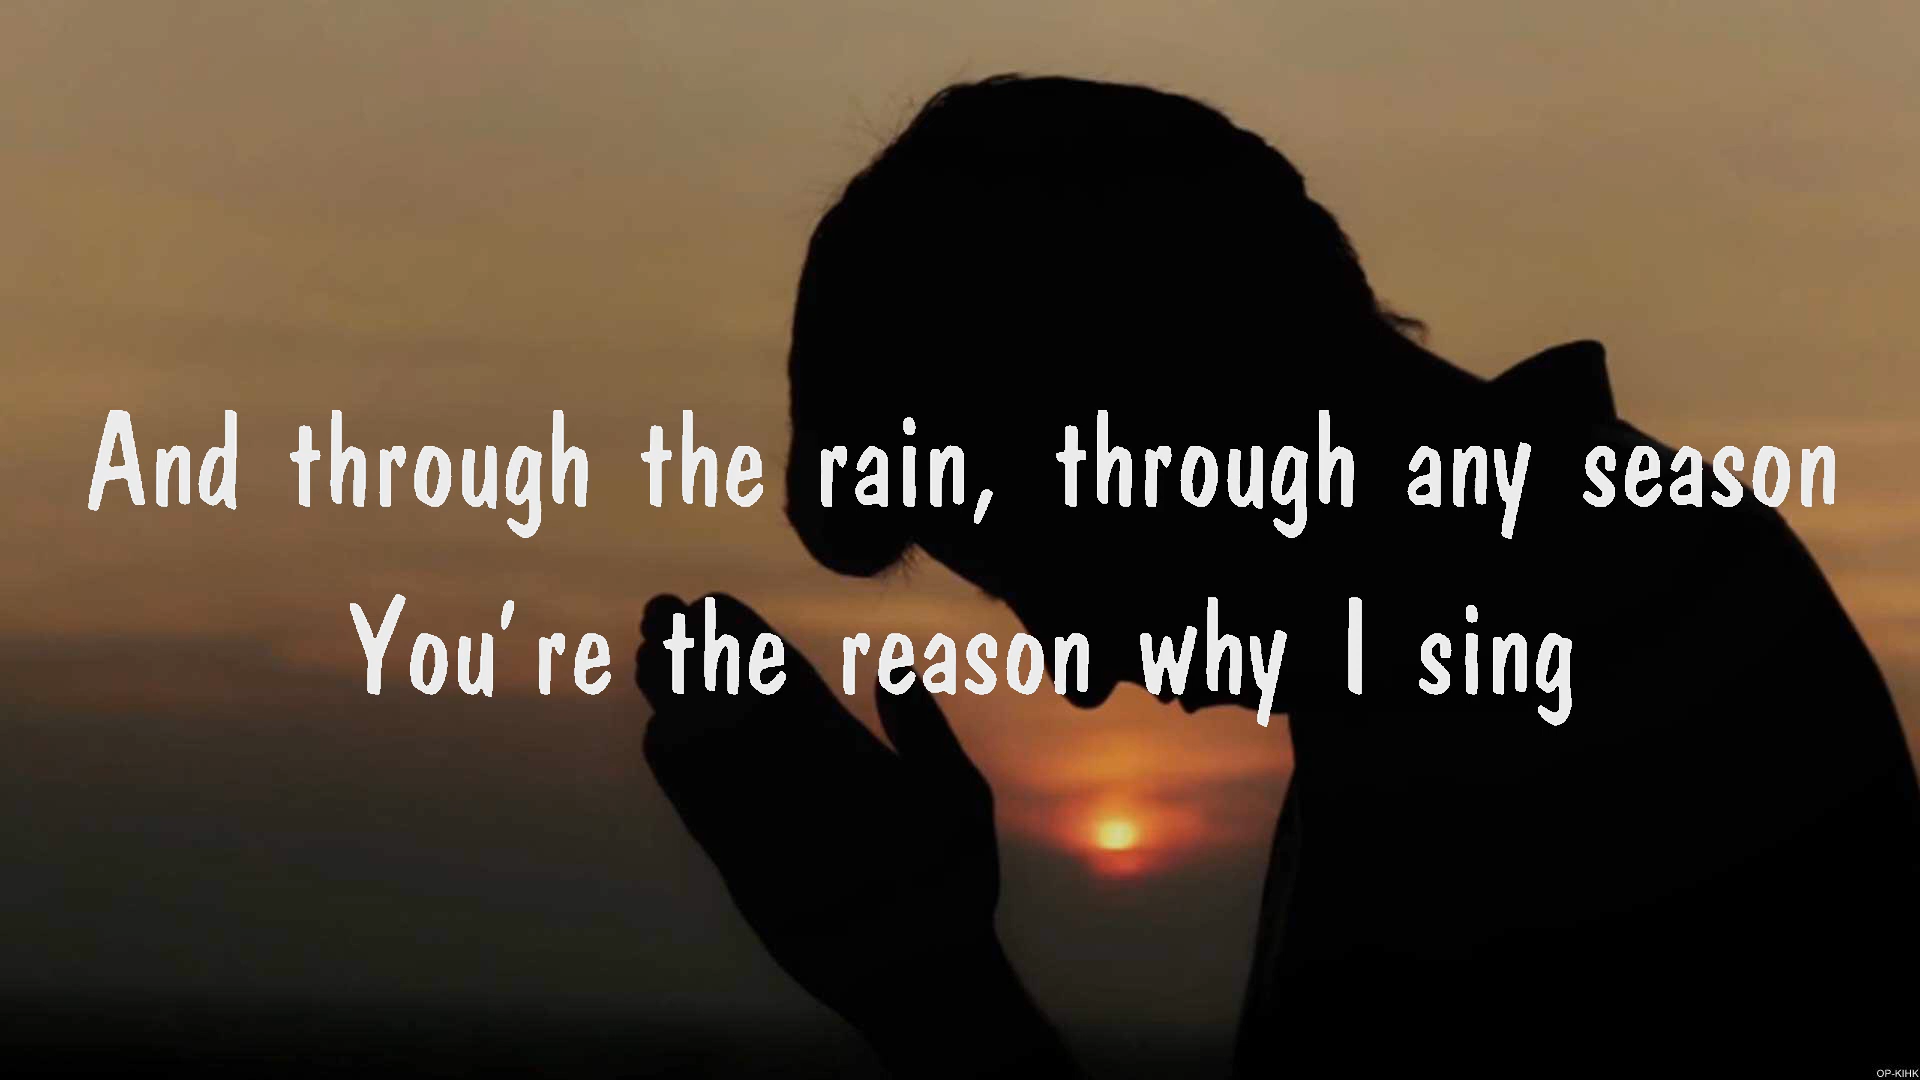 And through the rain, through any season
You're the reason why I sing
OP-KIHK